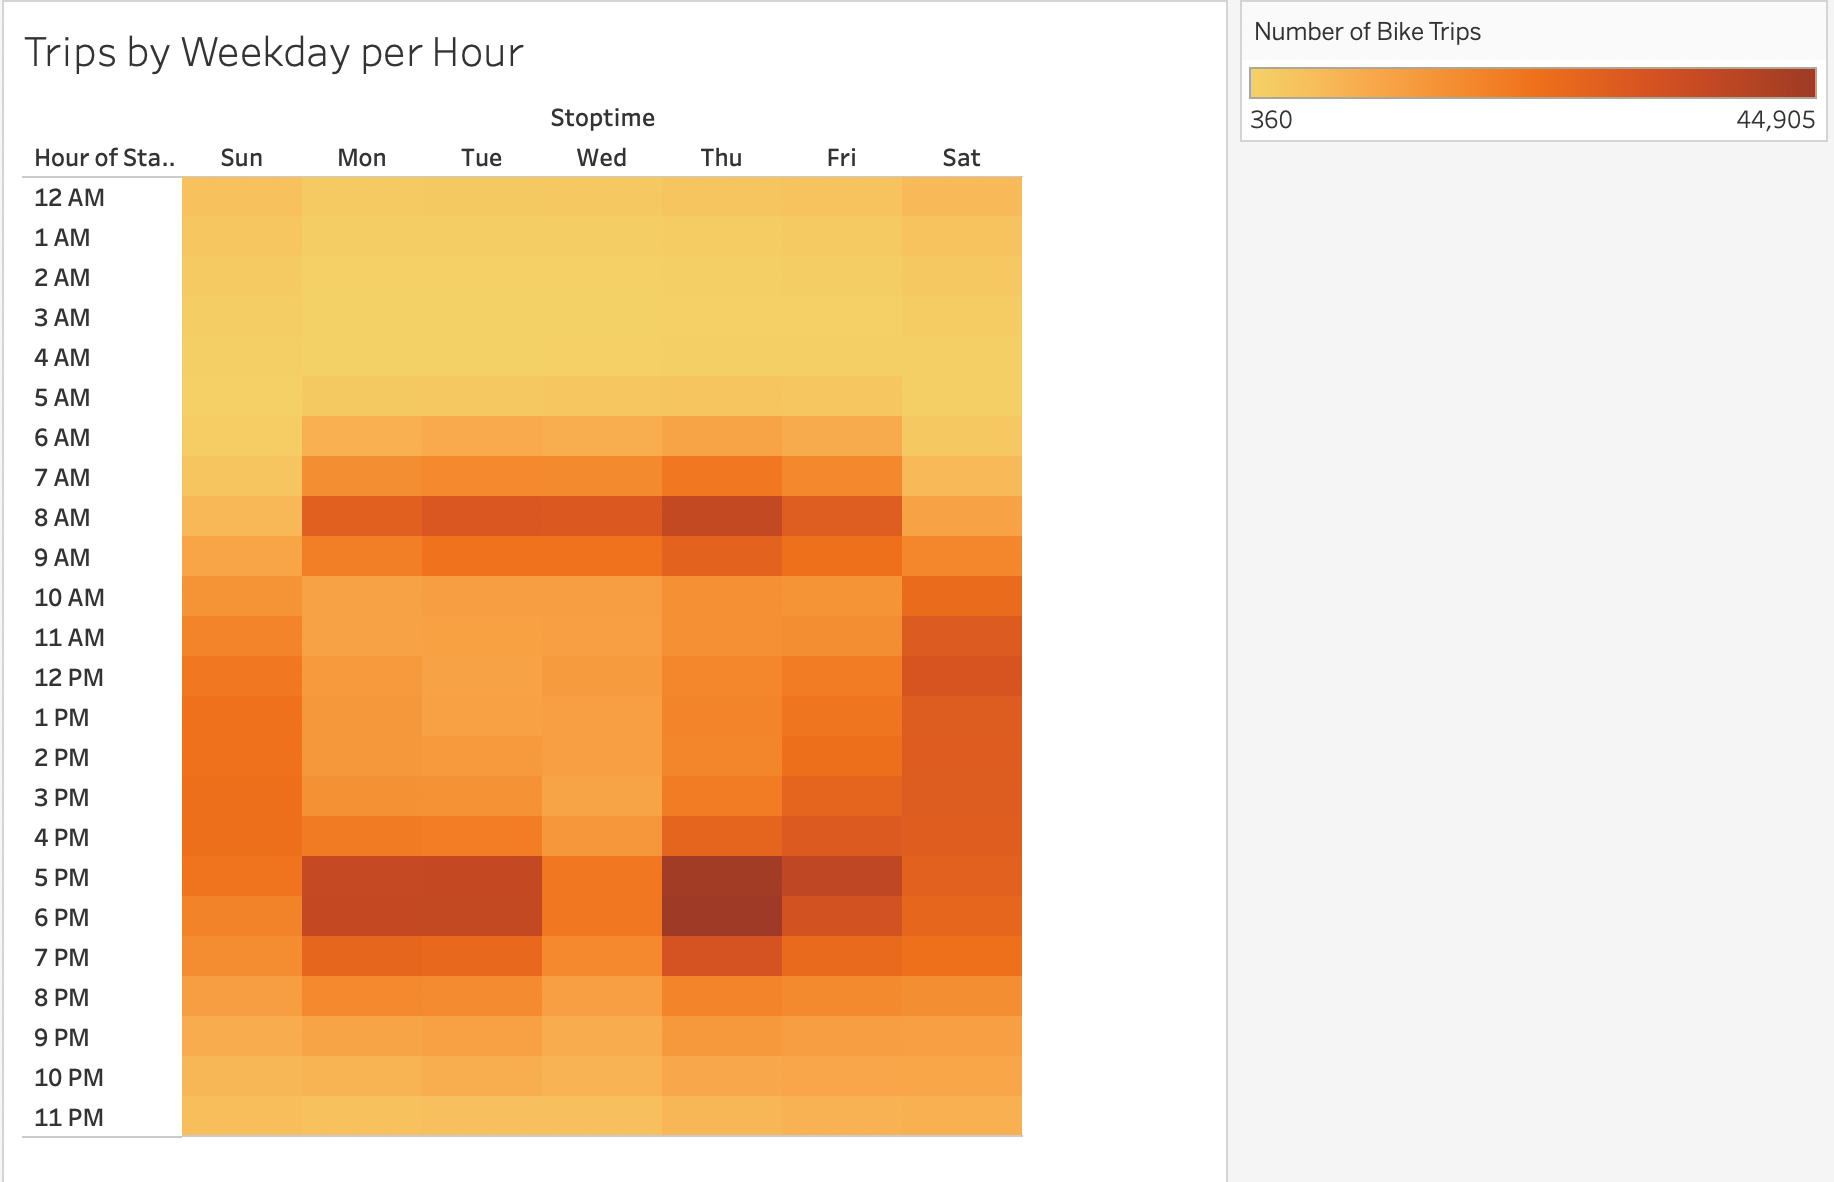 Trips by Weekday per Hour
Number of Bike Trips
360 44,905
Stoptime
Hour of Sta.. Sun Mon Tue Wed Thu Fri Sat
12 AM
1 AM
2 AM
3 AM
4 AM
5 AM
6 AM
7 AM
8 AM
9 AM
10 AM
11 AM
12 PM
1 PM
2 PM
3 PM
4 PM
5 PM
6 PM
7 PM
8 PM
9 PM
10 PM
11 PM